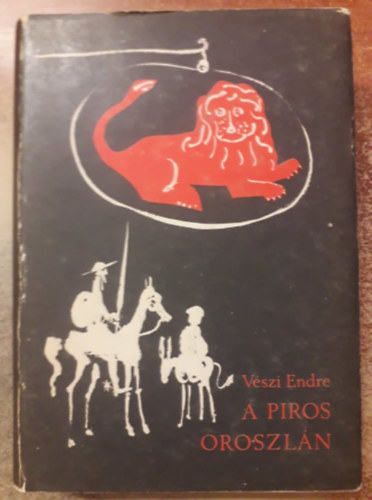 Vészi Endre
A PIROS
OROSZLÁN